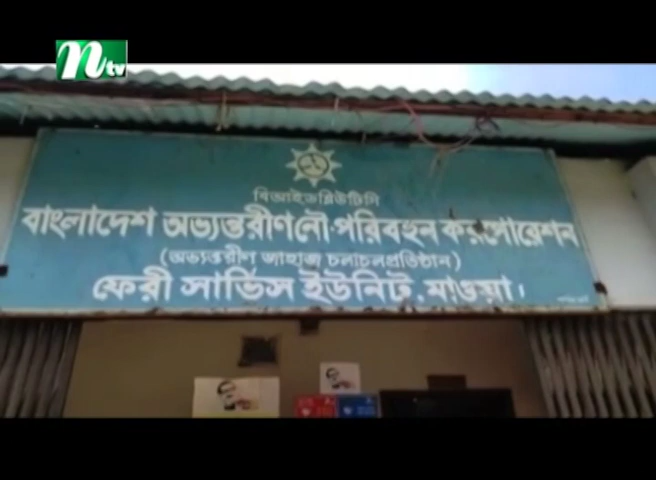 ntv
বিআইডব্লিউটিসি
বাংলাদেশ অভ্যন্তরীণ নৌ-পরিবহন করপোরেশন
(অভ্যন্তরীণ জাহাজ চলাচল প্রতিষ্ঠান)
ফেরী সার্ভিস ইউনিট, মাওয়া।